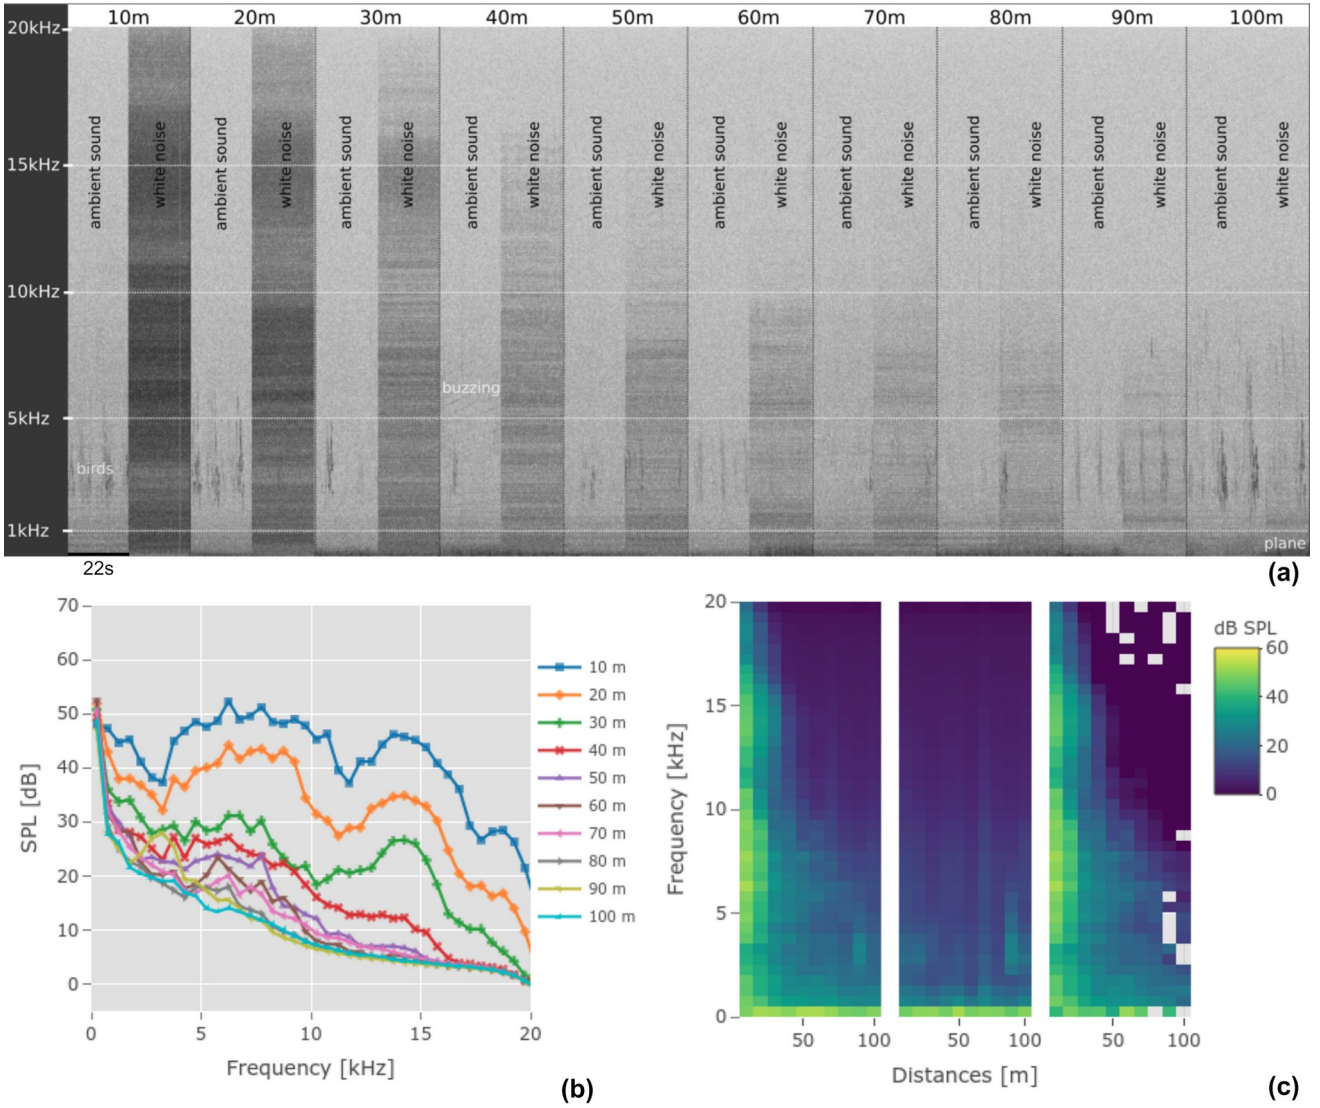 10m 20m 30m 40m 50m 60m 70m 80m 90m 100m
20kHz
ambient sound white noise ambient sound white noise ambient sound white noise ambient sound white noise ambient sound white noise ambient sound white noise ambient sound white noise ambient sound white noise ambient sound white noise ambient sound white noise
15kHz
10kHz
buzzing
5kHz
birds
1kHz
plane
22s
(a)
70
60
50
40
30
20
10
0
SPL [dB]
0 5 10 15 20
Frequency [kHz]
10 m
20 m
30 m
40 m
50 m
60 m
70 m
80 m
90 m
100 m
(b)
20
15
10
5
0
Frequency [kHz]
50 100 50 100 50 100
Distances [m]
dB SPL
60
40
20
0
(c)